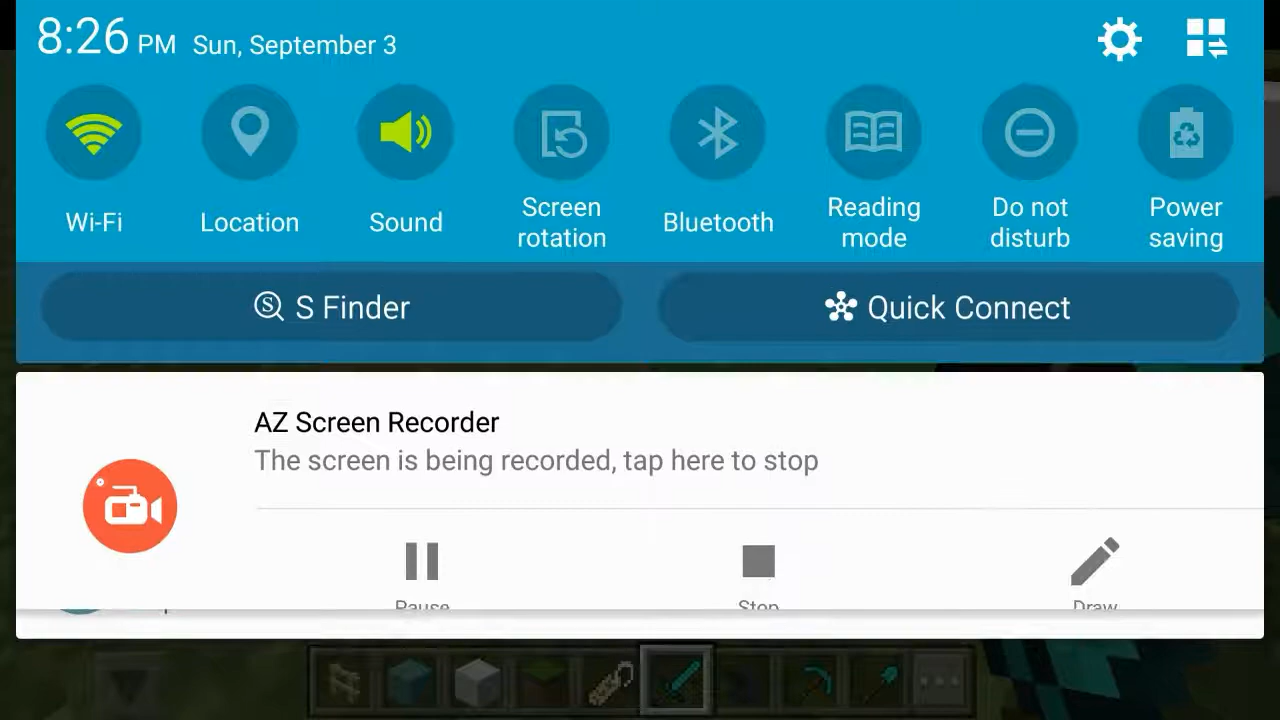 8:26 PM Sun, September 3
Wi-Fi
Location
Sound
Screen
rotation
Bluetooth
Reading
mode
Do not
disturb
Power
saving
S Finder
Quick Connect
AZ Screen Recorder
The screen is being recorded, tap here to stop
Pause
Stop
Draw